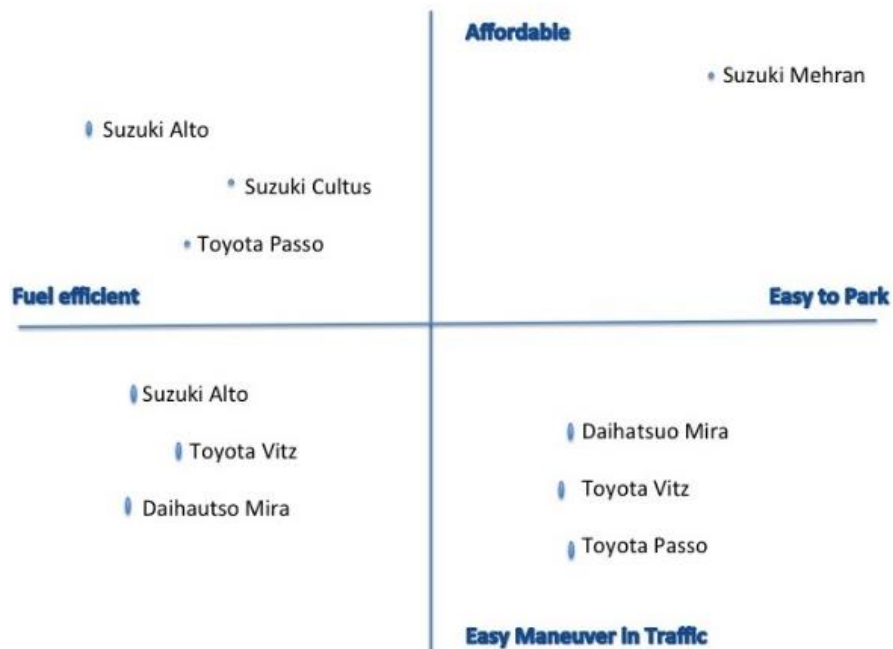 Affordable
Suzuki Mehran
Suzuki Alto
Suzuki Cultus
Toyota Passo
Fuel efficient
Easy to Park
Suzuki Alto
Toyota Vitz
Daihautso Mira
Daihatsuo Mira
Toyota Vitz
Toyota Passo
Easy Maneuver in Traffic